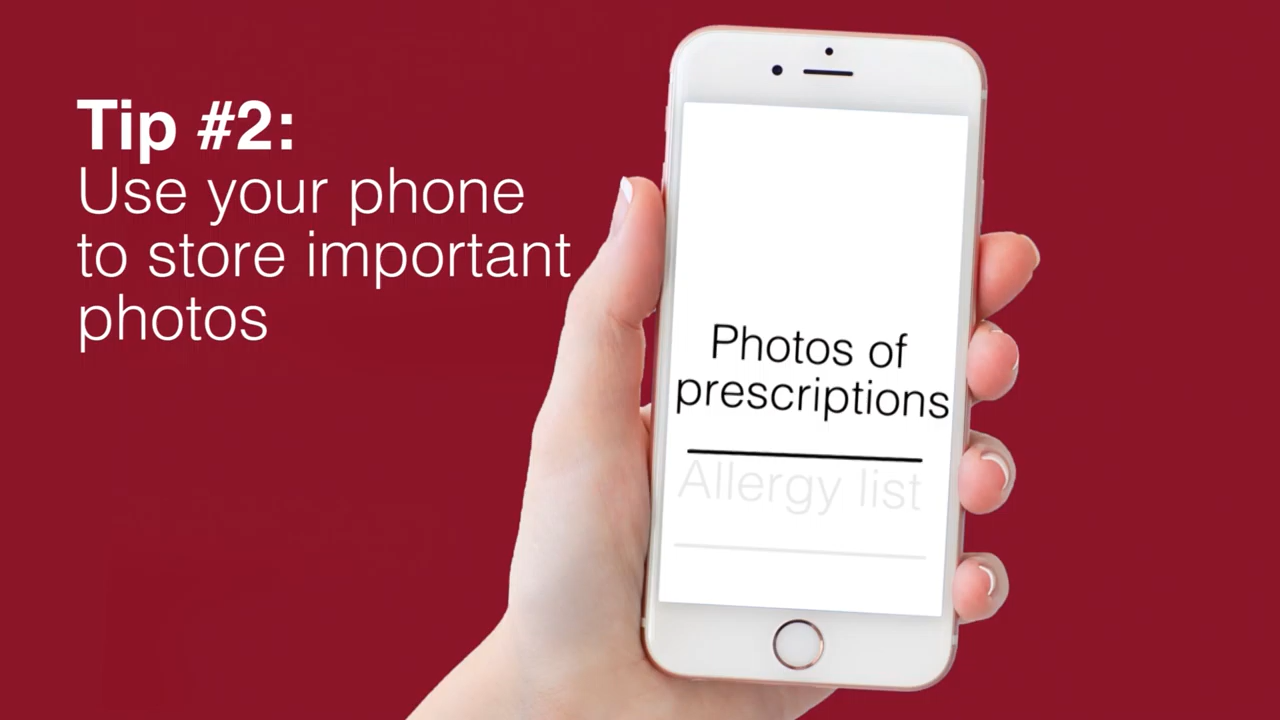 Tip #2:
Use your phone
to store important
photos
Photos of
prescriptions
Allergy list